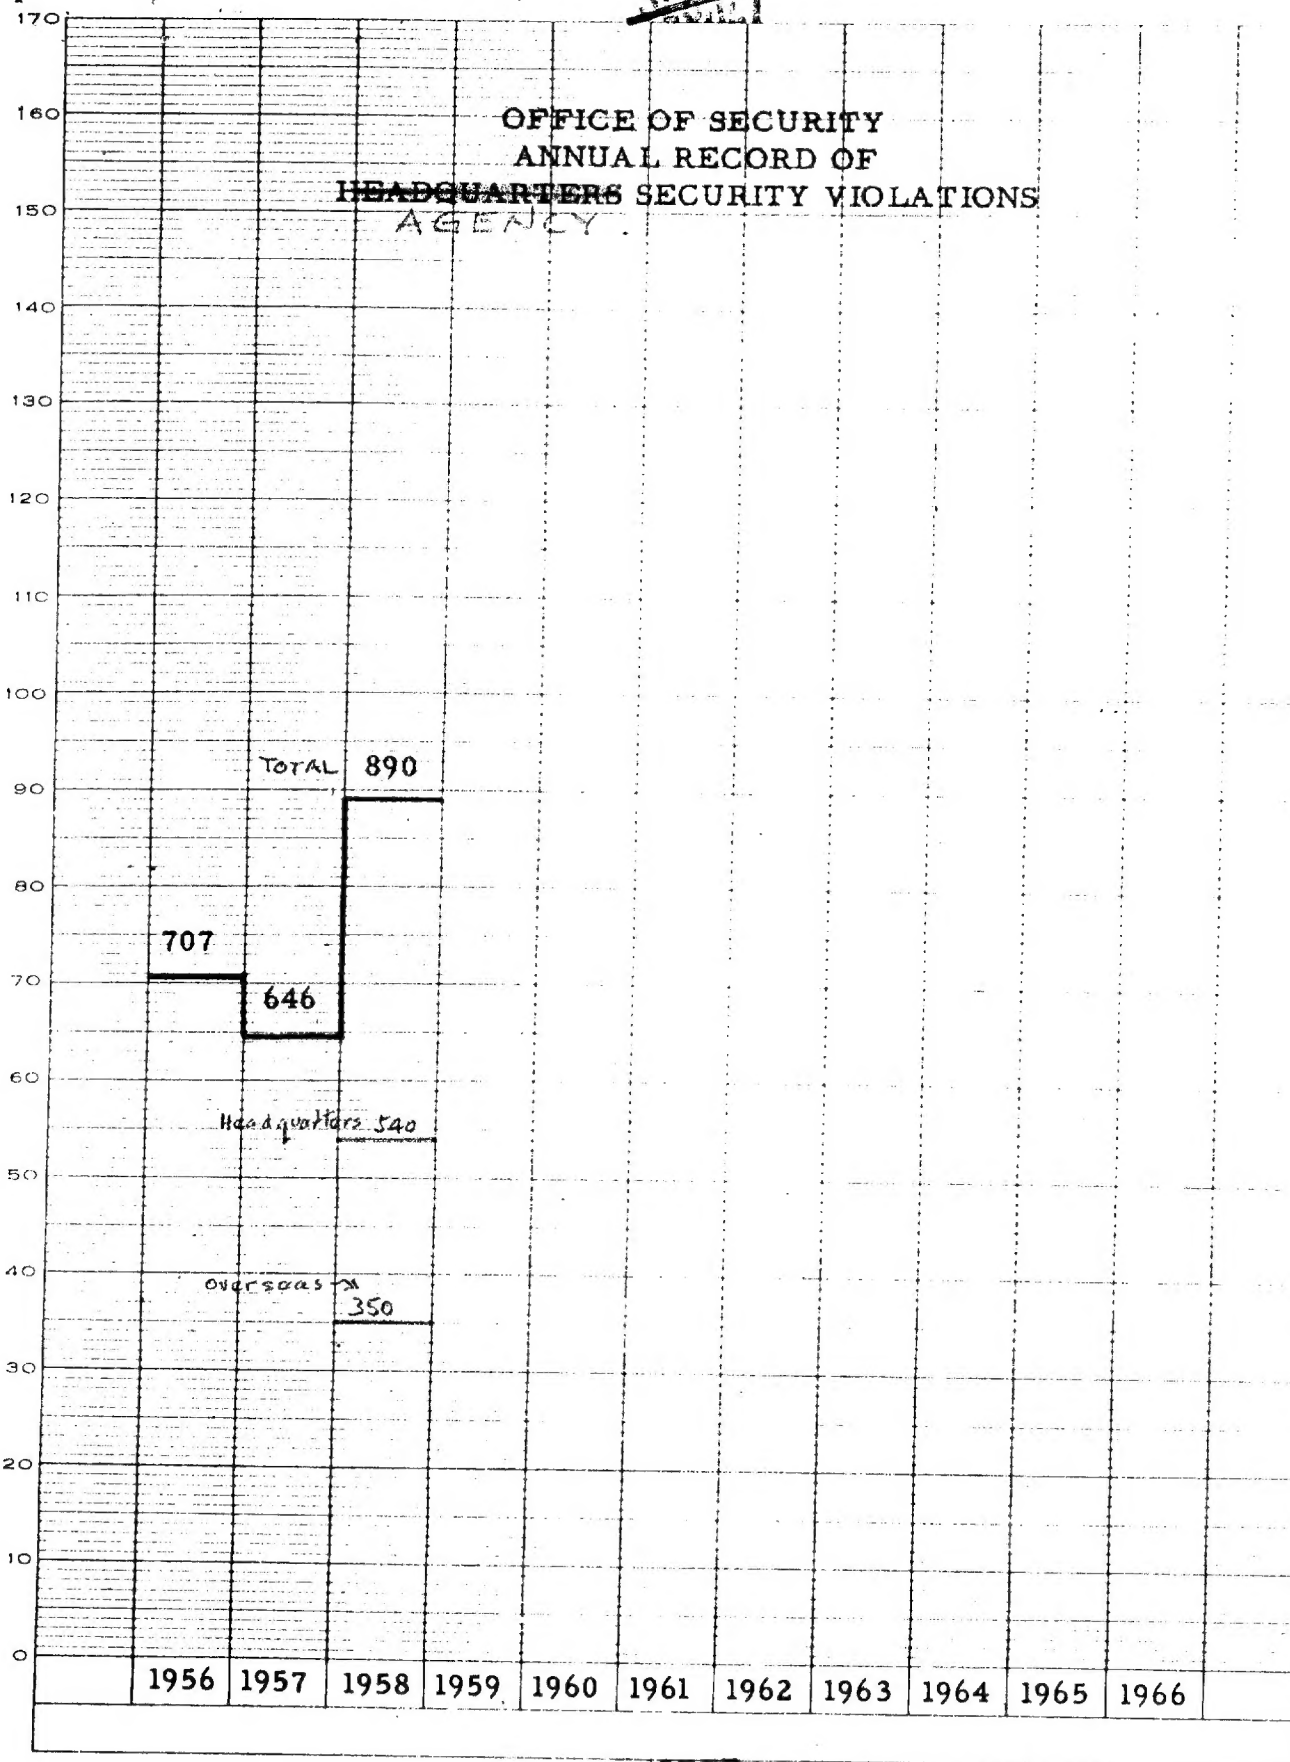 170
160
OFFICE OF SECURITY
ANNUAL RECORD OF
HEADQUARTERS SECURITY VIOLATIONS
150
AGENCY
140
130
120
110
100
TOTAL 890
90
80
707
70
646
60
Headquarters 540
50
40
overseas
350
30
20
10
0
1956 1957 1958 1959 1960 1961 1962 1963 1964 1965 1966